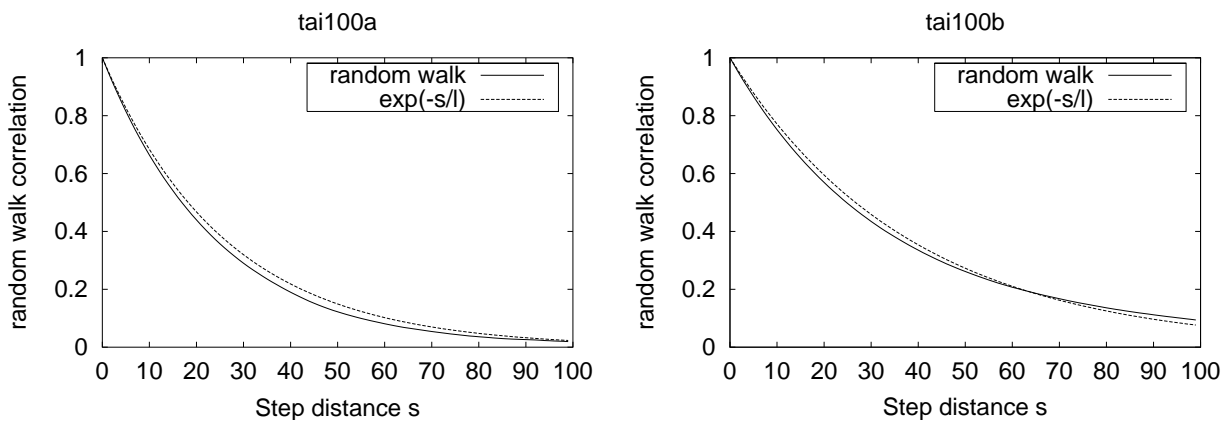 tai100a
1
0.8
0.6
0.4
0.2
0
random walk correlation
random walk
exp(-s/l)
0 10 20 30 40 50 60 70 80 90 100
Step distance s
tai100b
1
0.8
0.6
0.4
0.2
0
random walk correlation
random walk
exp(-s/l)
0 10 20 30 40 50 60 70 80 90 100
Step distance s